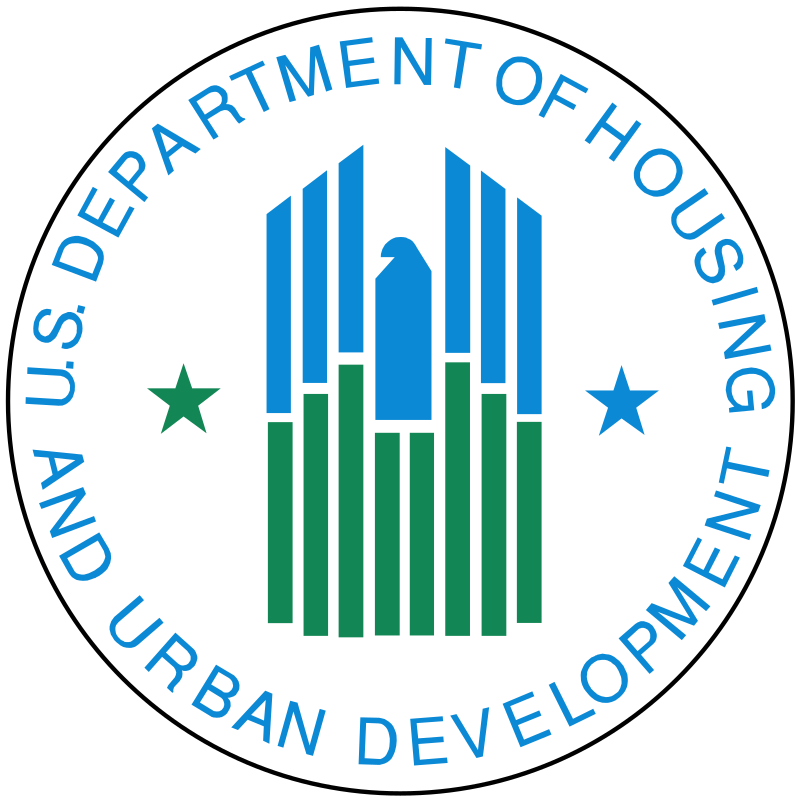 U.S. DEPARTMENT OF HOUSING
AND URBAN DEVELOPMENT